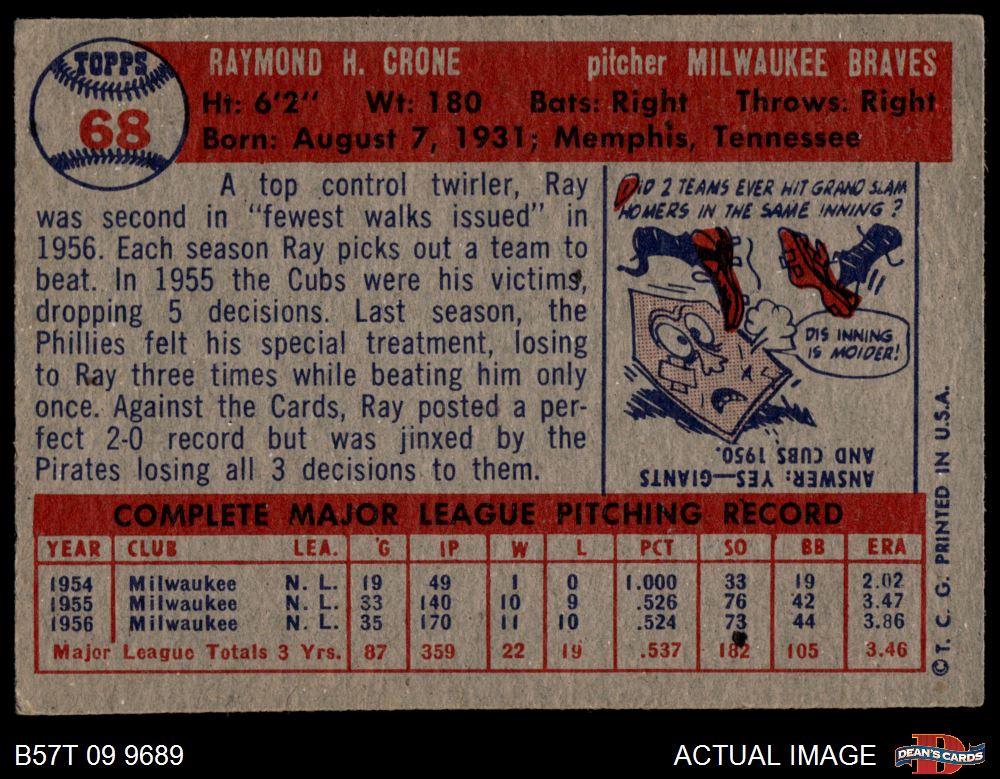 TOPPS
68
RAYMOND H. CRONE pitcher MILWAUKEE BRAVES
Ht: 6'2" Wt: 180 Bats: Right Throws: Right
Born: August 7, 1931; Memphis, Tennessee
A top control twirler, Ray
was second in "fewest walks issued" in
1956. Each season Ray picks out a team to
beat. In 1955 the Cubs were his victims,
dropping 5 decisions. Last season, the
Phillies felt his special treatment, losing
to Ray three times while beating him only
once. Against the Cards, Ray posted a per-
fect 2-0 record but was jinxed by the
Pirates losing all 3 decisions to them.
DID 2 TEAMS EVER HIT GRAND SLAM
HOMERS IN THE SAME INNING?
DIS INNING
IS MOIDER!
ANSWER: YES—GIANTS
AND CUBS 1950.
COMPLETE MAJOR LEAGUE PITCHING RECORD
YEAR CLUB LEA. G IP W L PCT SO BB ERA
1954 Milwaukee N. L. 19 49 1 0 1.000 33 19 2.02
1955 Milwaukee N. L. 33 140 10 9 .526 76 42 3.47
1956 Milwaukee N. L. 35 170 11 10 .524 73 44 3.86
Major League Totals 3 Yrs. 87 359 22 19 .537 182 105 3.46
© T. C. G. PRINTED IN U.S.A.
B57T 09 9689
ACTUAL IMAGE
DEAN'S CARDS